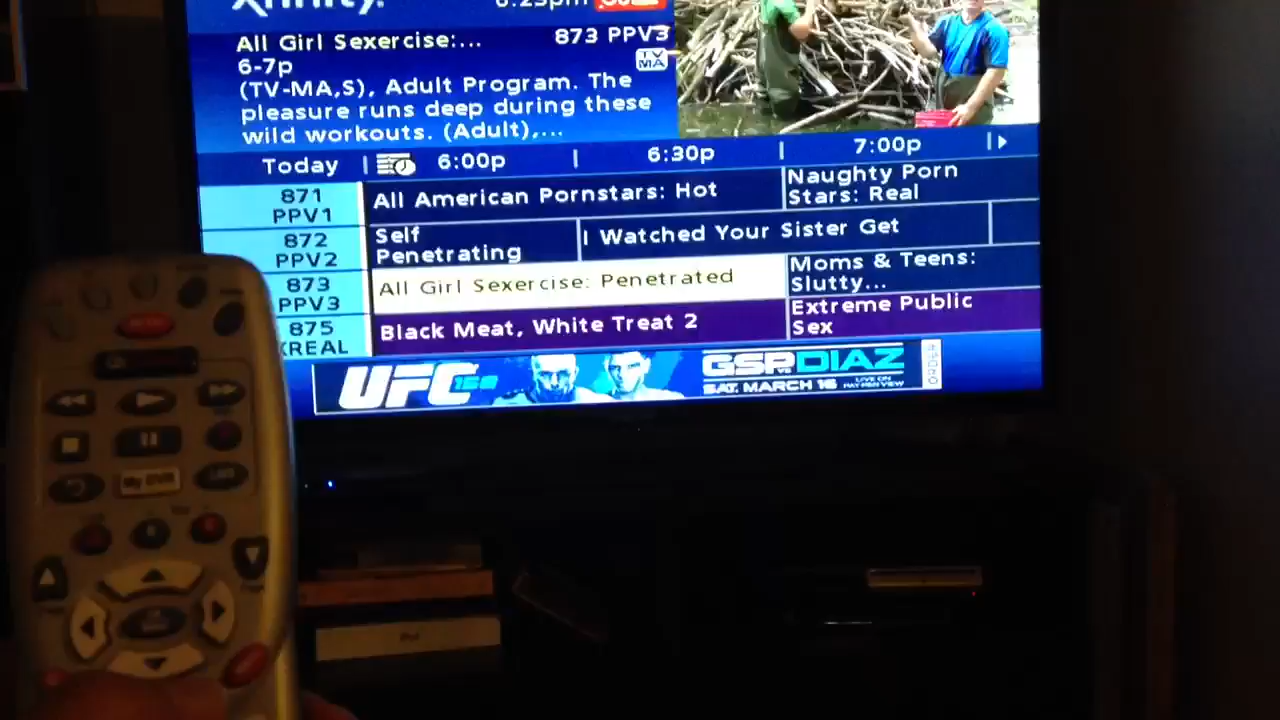 xfinity.
6:25pm
All Girl Sexercise:... 873 PPV3
6-7p
TV MA
(TV-MA,S), Adult Program. The
pleasure runs deep during these
wild workouts. (Adult),...
Today 6:00p 6:30p 7:00p
871
PPV1
All American Pornstars: Hot
Naughty Porn
Stars: Real
872
PPV2
Self
Penetrating
I Watched Your Sister Get
873
PPV3
All Girl Sexercise: Penetrated
Moms & Teens:
Slutty...
875
XREAL
Black Meat, White Treat 2
Extreme Public
Sex
UFC 158
GSP VS DIAZ
SAT. MARCH 16 LIVE ON
PAY PER VIEW
My DVR